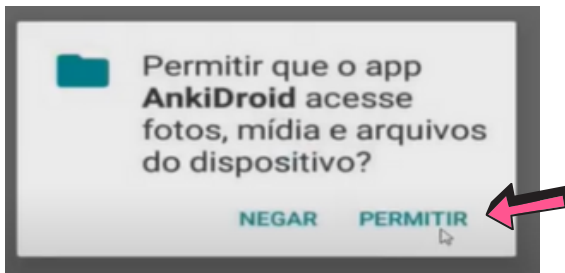 Permitir que o app
AnkiDroid acesse
fotos, mídia e arquivos
do dispositivo?
NEGAR PERMITIR